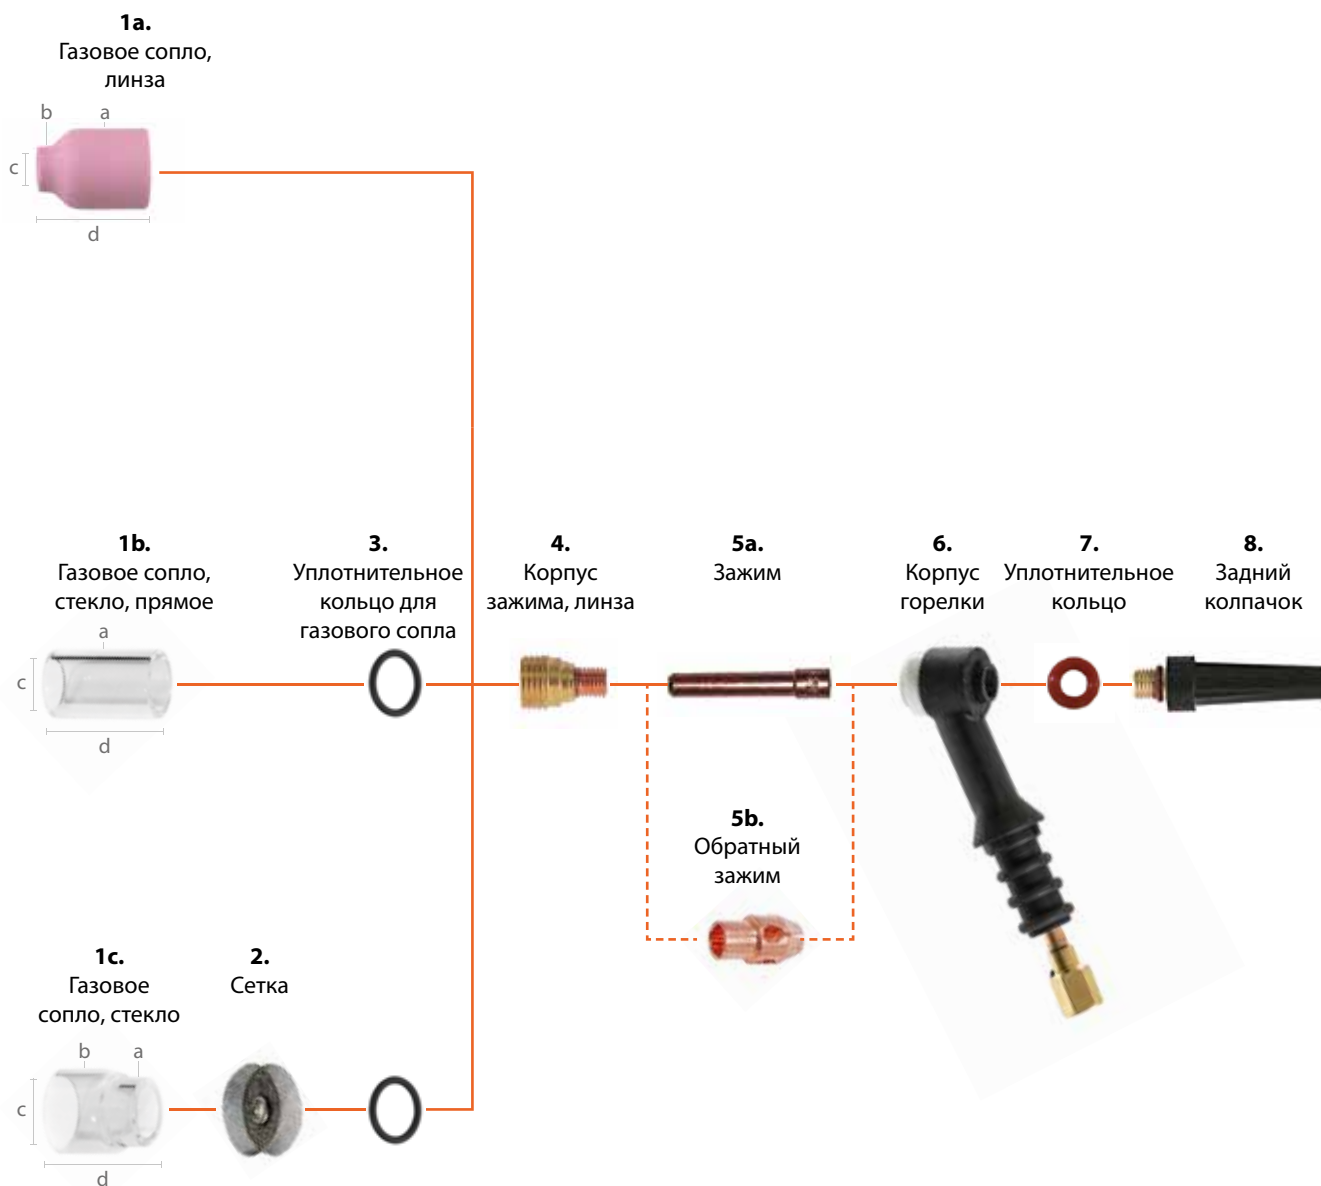 1a.
Газовое сопло,
линза
b
a
c
d
1b.
Газовое сопло,
стекло, прямое
a
c
d
3.
Уплотнительное
кольцо для
газового сопла
4.
Корпус
зажима, линза
5a.
Зажим
6.
Корпус
горелки
7.
Уплотнительное
кольцо
8.
Задний
колпачок
5b.
Обратный
зажим
1c.
Газовое
сопло, стекло
b
a
c
d
2.
Сетка